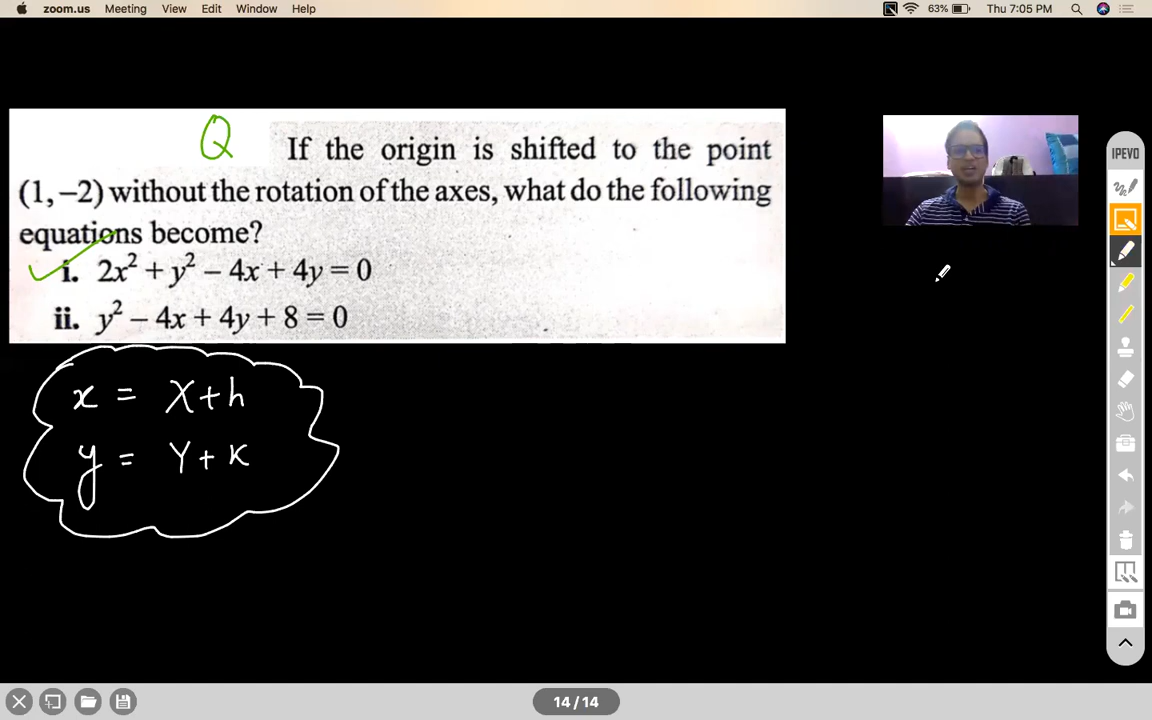 zoom.us Meeting View Edit Window Help 63% Thu 7:05 PM
Q
If the origin is shifted to the point
(1, –2) without the rotation of the axes, what do the following
equations become?
i. 2x² + y² – 4x + 4y = 0
ii. y² – 4x + 4y + 8 = 0
x = X+h
y = Y+K
IPEVO
14 / 14